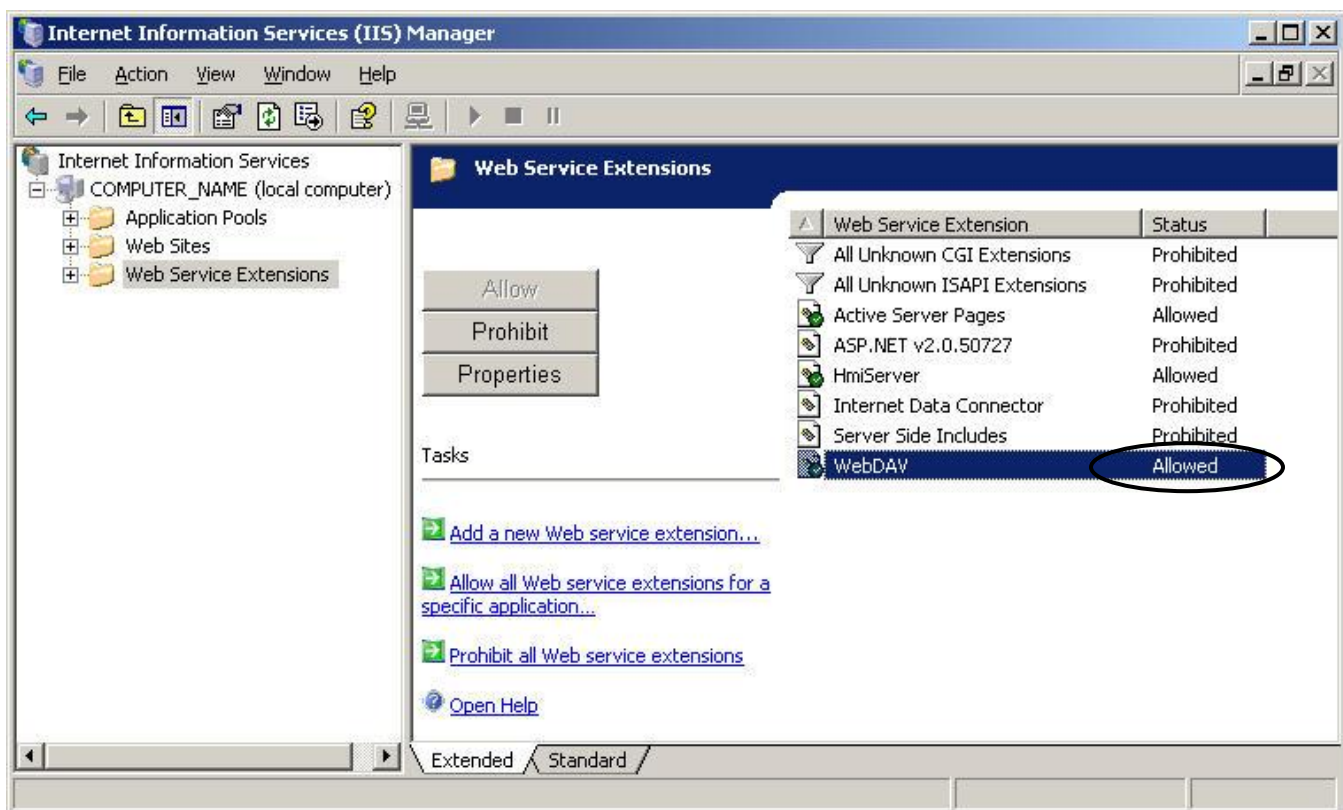 Internet Information Services (IIS) Manager
File Action View Window Help
Internet Information Services
COMPUTER_NAME (local computer)
Application Pools
Web Sites
Web Service Extensions
Web Service Extensions
Allow
Prohibit
Properties
Tasks
Add a new Web service extension...
Allow all Web service extensions for a
specific application...
Prohibit all Web service extensions
Open Help
Web Service Extension Status
All Unknown CGI Extensions Prohibited
All Unknown ISAPI Extensions Prohibited
Active Server Pages Allowed
ASP.NET v2.0.50727 Prohibited
HmiServer Allowed
Internet Data Connector Prohibited
Server Side Includes Prohibited
WebDAV Allowed
Extended Standard